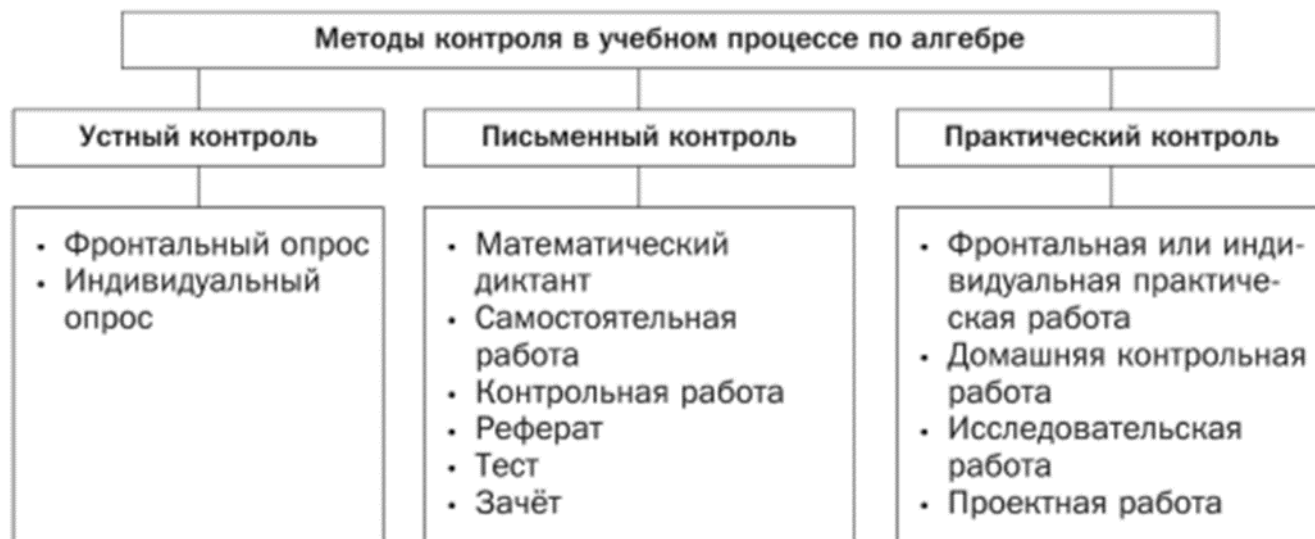 Методы контроля в учебном процессе по алгебре
Устный контроль
• Фронтальный опрос
• Индивидуальный
опрос
Письменный контроль
• Математический
диктант
• Самостоятельная
работа
• Контрольная работа
• Реферат
• Тест
• Зачёт
Практический контроль
• Фронтальная или инди-
видуальная практиче-
ская работа
• Домашняя контрольная
работа
• Исследовательская
работа
• Проектная работа